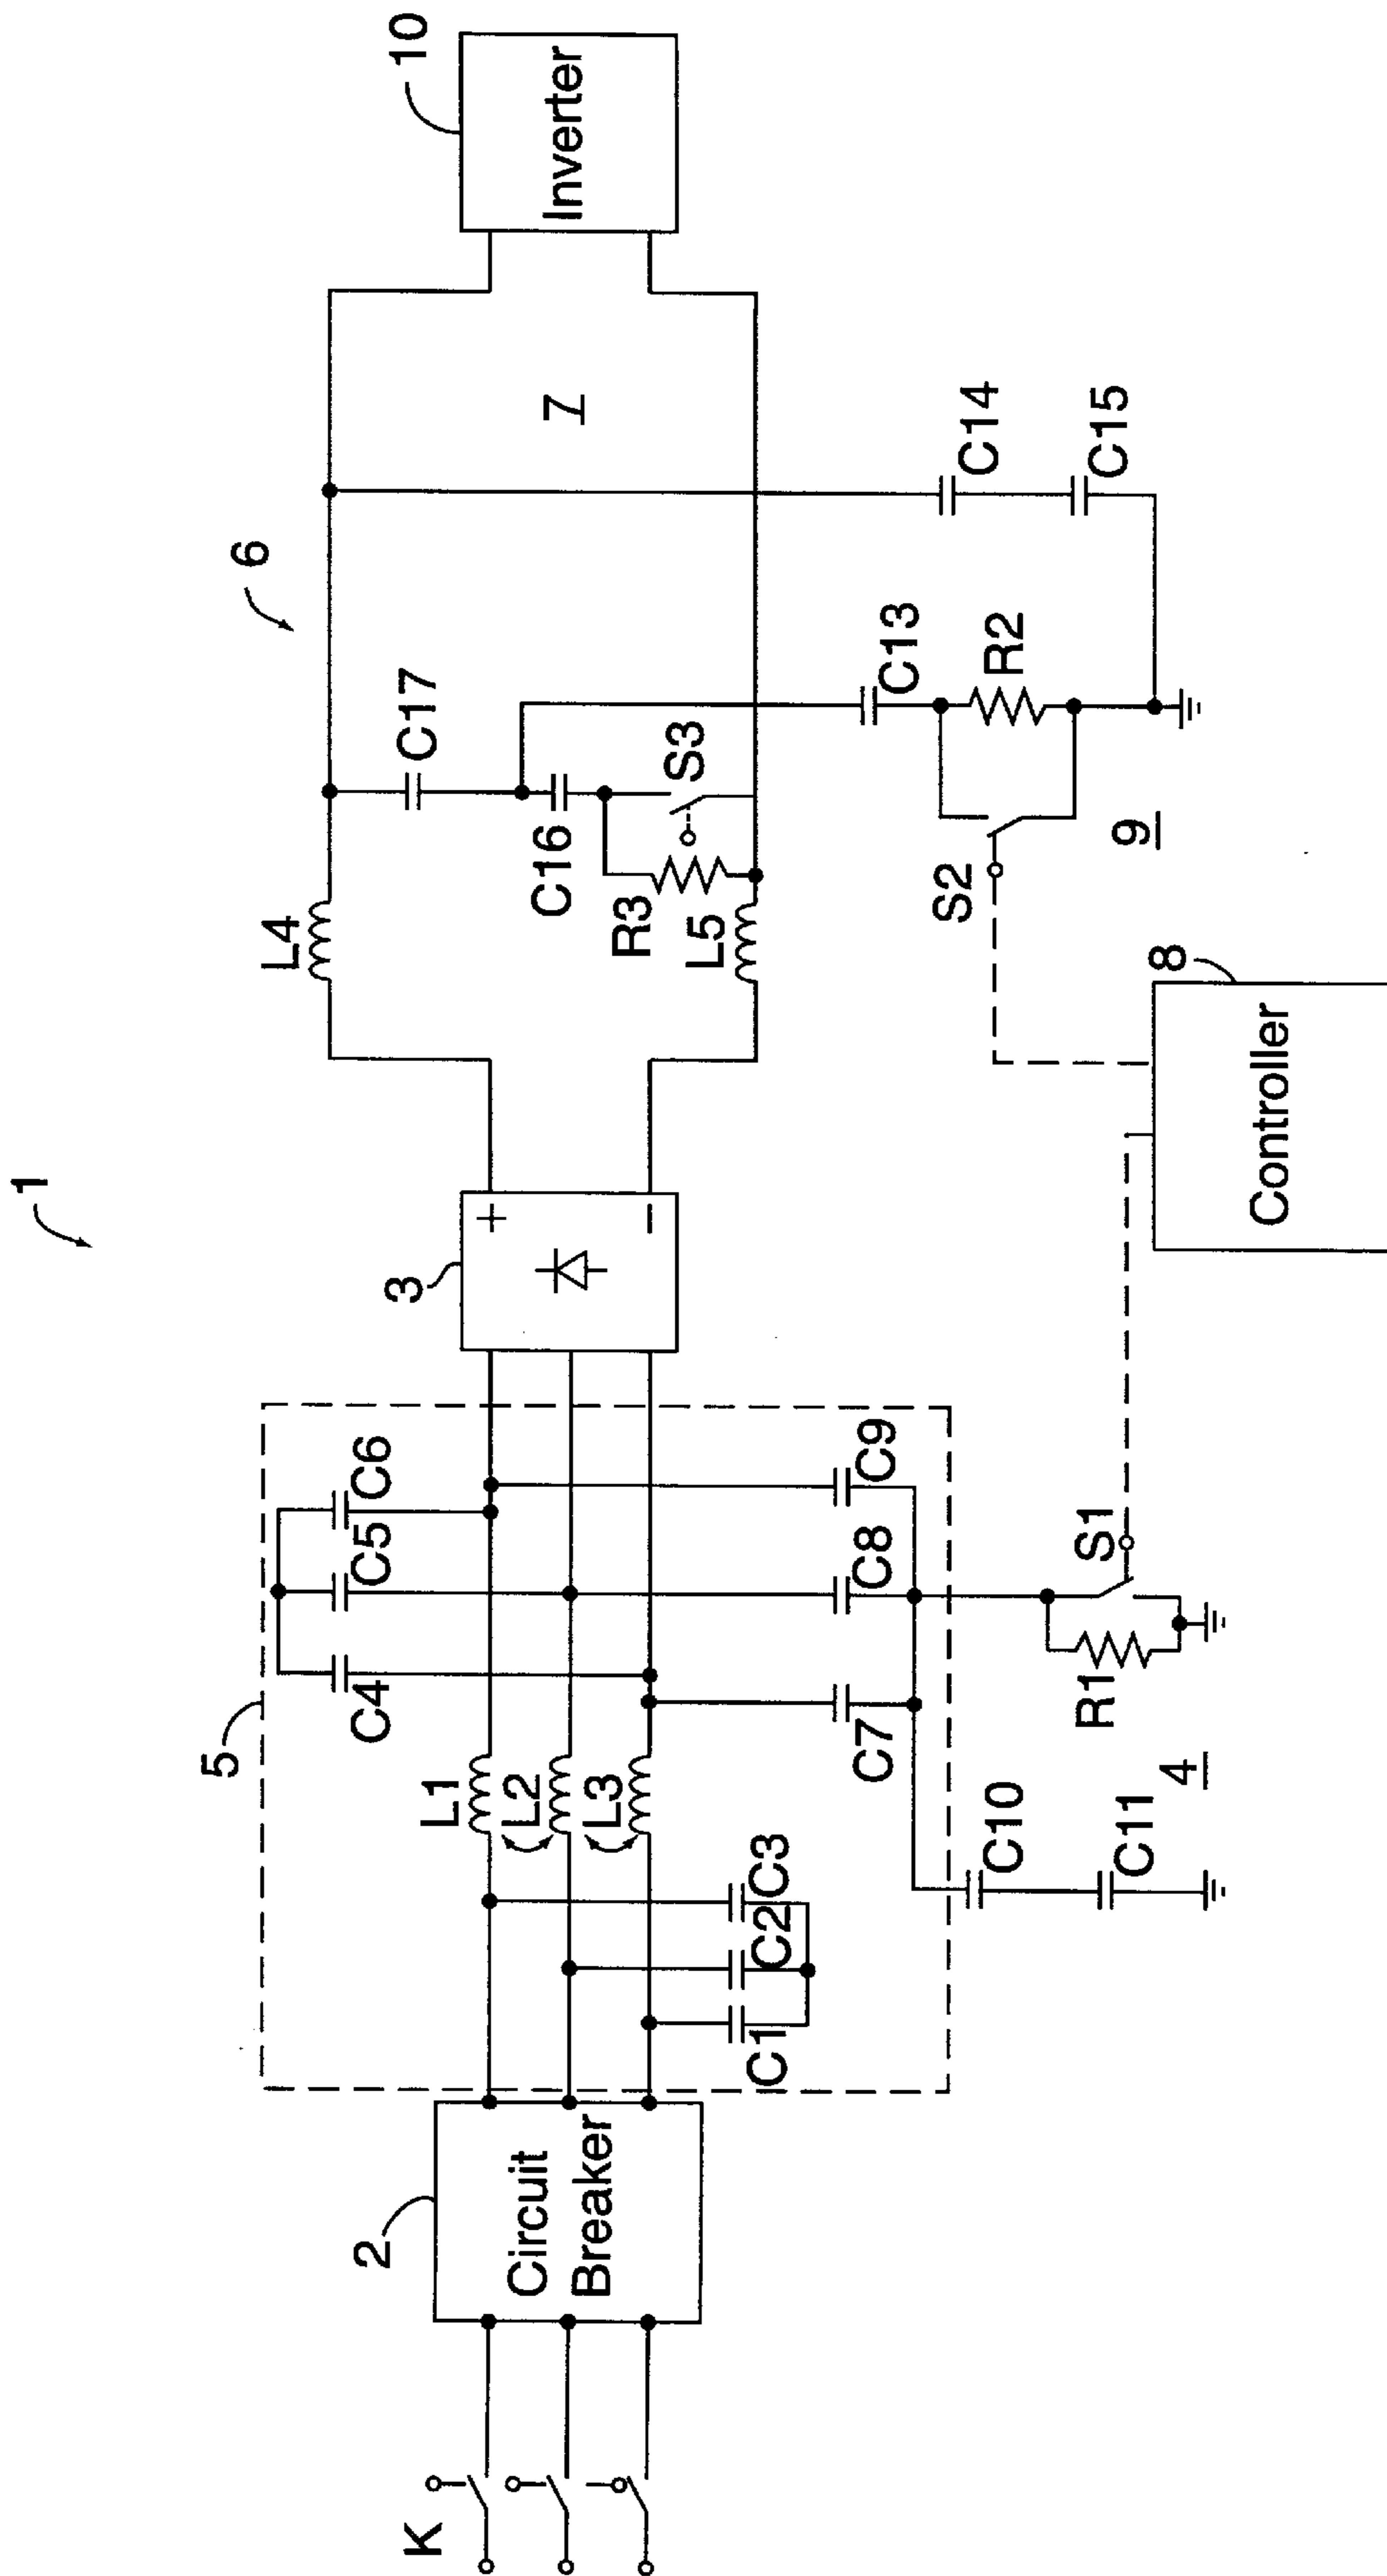 1
6
10
Inverter
L4
C17
7
C16
S3
R3
L5
C13
R2
C14
C15
S2
9
8
Controller
3
+
−
5
C4
C5
C6
L1
L2
L3
C7
C8
C9
C1
C2
C3
C10
C11
4
R1
S1
2
Circuit
Breaker
K